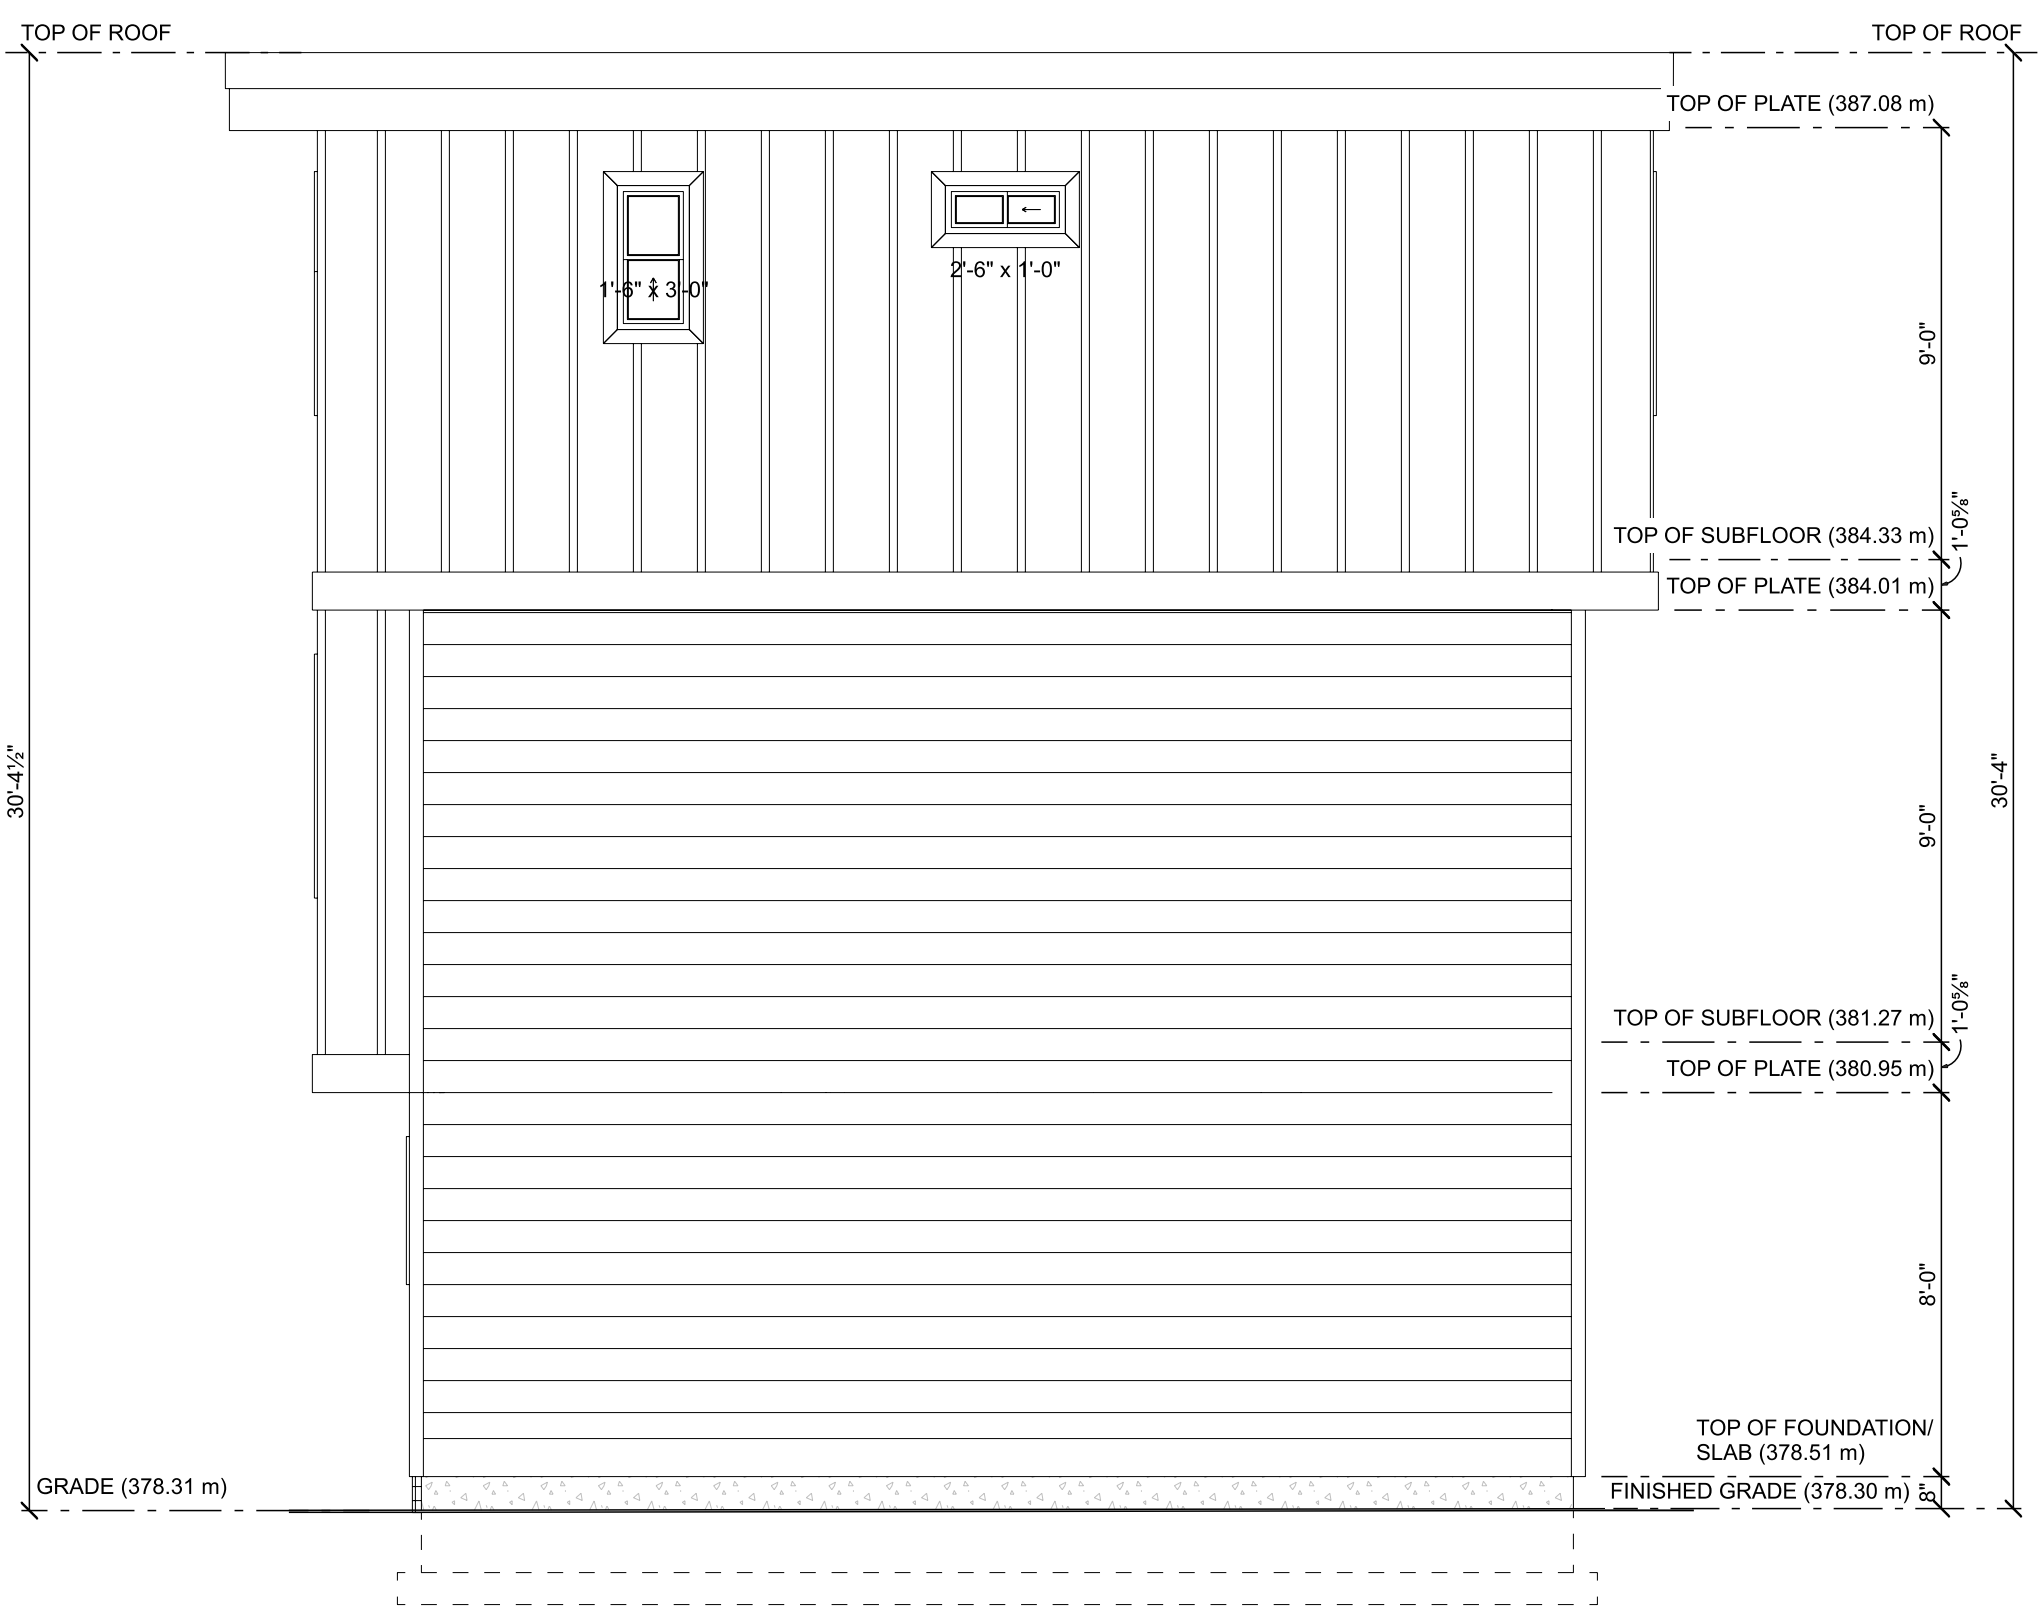 TOP OF ROOF
TOP OF ROOF
TOP OF PLATE (387.08 m)
1'-6" x 3'-0"
2'-6" x 1'-0"
9'-0"
1'-0⅝"
TOP OF SUBFLOOR (384.33 m)
TOP OF PLATE (384.01 m)
30'-4½"
30'-4"
9'-0"
1'-0⅝"
TOP OF SUBFLOOR (381.27 m)
TOP OF PLATE (380.95 m)
8'-0"
TOP OF FOUNDATION/
SLAB (378.51 m)
GRADE (378.31 m)
FINISHED GRADE (378.30 m)
8"